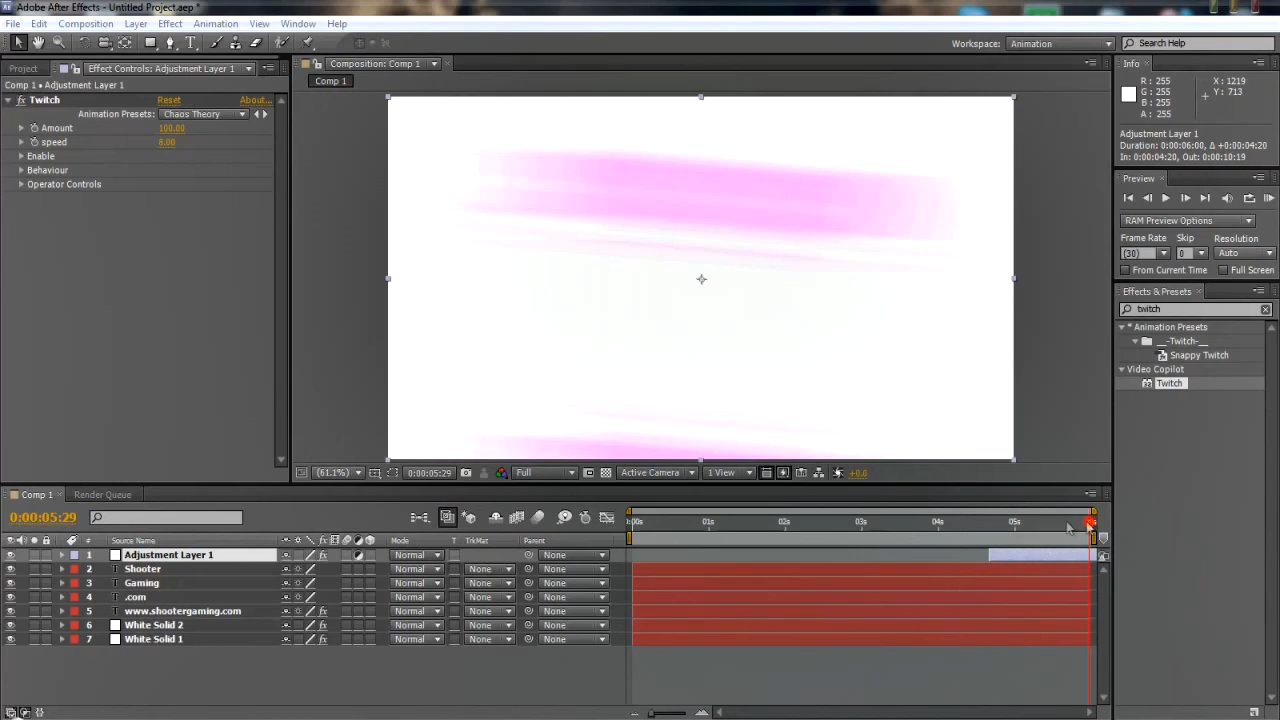 Adobe After Effects - Untitled Project.aep *
File Edit Composition Layer Effect Animation View Window Help
Workspace: Animation Search Help
Project Effect Controls: Adjustment Layer 1
Comp 1 • Adjustment Layer 1
Twitch Reset About...
Animation Presets: Chaos Theory
Amount 100.00
speed 8.00
Enable
Behaviour
Operator Controls
Composition: Comp 1
Comp 1
(61.1%) 0:00:05:29 Full Active Camera 1 View +0.0
Info
R: 255 X: 1219
G: 255 Y: 713
B: 255
A: 255
Adjustment Layer 1
Duration: 0:00:06:00, Δ +0:00:04:20
In: 0:00:04:20, Out: 0:00:10:19
Preview
RAM Preview Options
Frame Rate Skip Resolution
(30) 0 Auto
From Current Time Full Screen
Effects & Presets
twitch
* Animation Presets
__-Twitch-__
Snappy Twitch
Video Copilot
Twitch
Comp 1 Render Queue
0:00:05:29
:00s 01s 02s 03s 04s 05s
# Source Name Mode T TrkMat Parent
1 Adjustment Layer 1 Normal None
2 T Shooter Normal None None
3 T Gaming Normal None None
4 T .com Normal None None
5 T www.shootergaming.com Normal None None
6 White Solid 2 Normal None None
7 White Solid 1 Normal None None